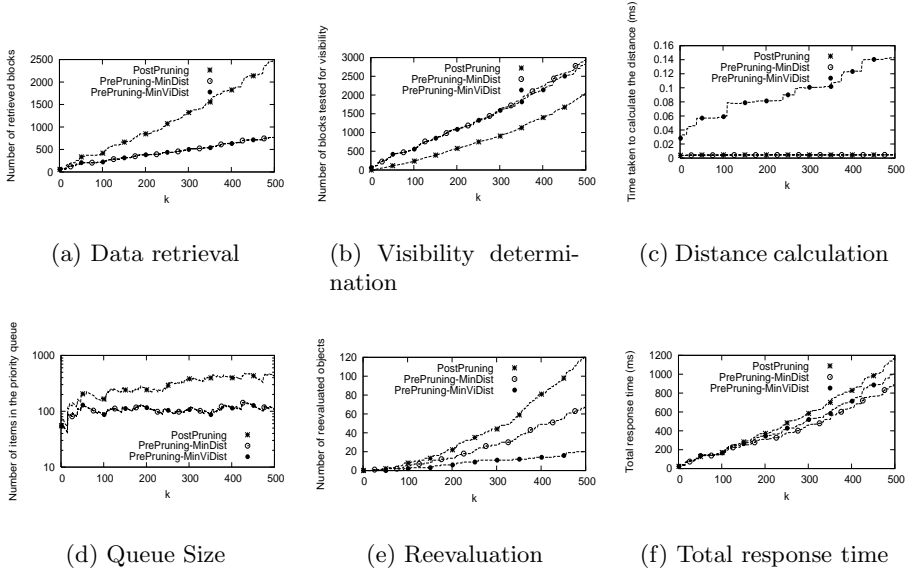 Number of retrieved blocks
2500
2000
1500
1000
500
0
PostPruning
PrePruning-MinDist
PrePruning-MinViDist
0 100 200 300 400 500
k
(a) Data retrieval
Number of blocks tested for visibility
3000
2500
2000
1500
1000
500
0
PostPruning
PrePruning-MinDist
PrePruning-MinViDist
0 100 200 300 400 500
k
(b) Visibility determi-
nation
Time taken to calculate the distance (ms)
0.16
0.14
0.12
0.1
0.08
0.06
0.04
0.02
0
PostPruning
PrePruning-MinDist
PrePruning-MinViDist
0 100 200 300 400 500
k
(c) Distance calculation
Number of items in the priority queue
1000
100
10
PostPruning
PrePruning-MinDist
PrePruning-MinViDist
0 100 200 300 400 500
k
(d) Queue Size
Number of reevaluated objects
120
100
80
60
40
20
0
PostPruning
PrePruning-MinDist
PrePruning-MinViDist
0 100 200 300 400 500
k
(e) Reevaluation
Total response time (ms)
1200
1000
800
600
400
200
0
PostPruning
PrePruning-MinDist
PrePruning-MinViDist
0 100 200 300 400 500
k
(f) Total response time